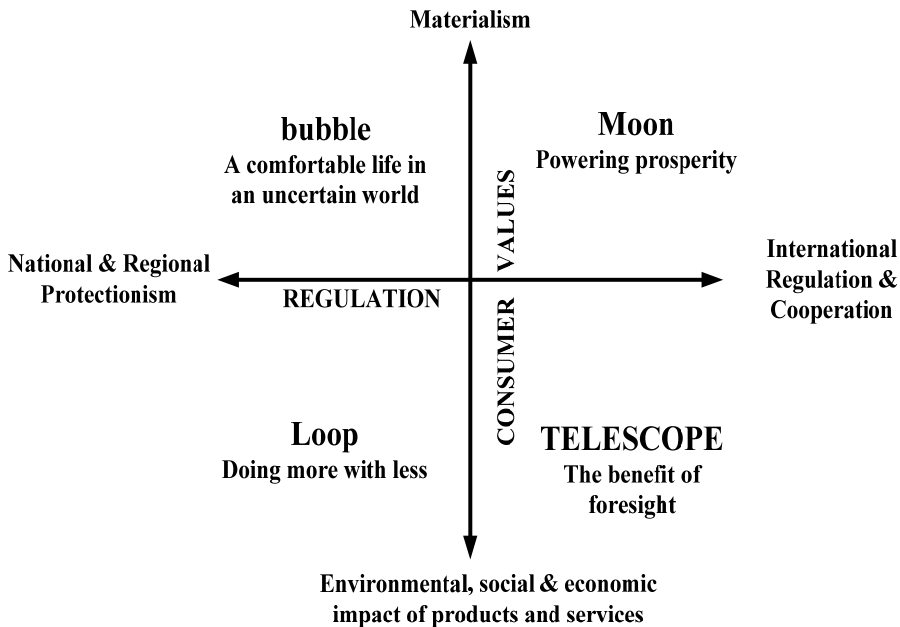 Materialism
bubble
A comfortable life in
an uncertain world
Moon
Powering prosperity
VALUES
National & Regional
Protectionism
REGULATION
International
Regulation &
Cooperation
CONSUMER
Loop
Doing more with less
TELESCOPE
The benefit of
foresight
Environmental, social & economic
impact of products and services